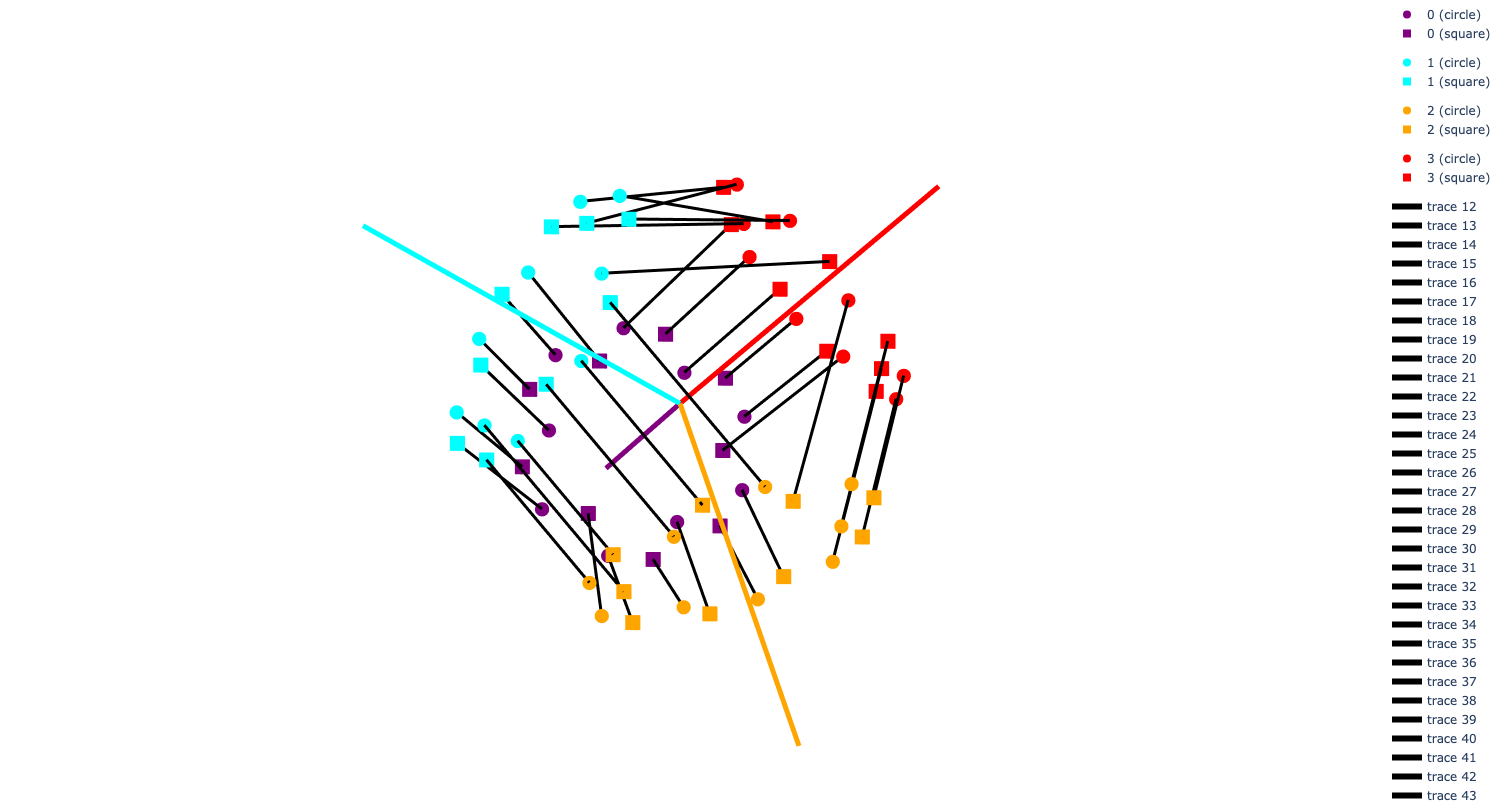 0 (circle)
0 (square)
1 (circle)
1 (square)
2 (circle)
2 (square)
3 (circle)
3 (square)
trace 12
trace 13
trace 14
trace 15
trace 16
trace 17
trace 18
trace 19
trace 20
trace 21
trace 22
trace 23
trace 24
trace 25
trace 26
trace 27
trace 28
trace 29
trace 30
trace 31
trace 32
trace 33
trace 34
trace 35
trace 36
trace 37
trace 38
trace 39
trace 40
trace 41
trace 42
trace 43